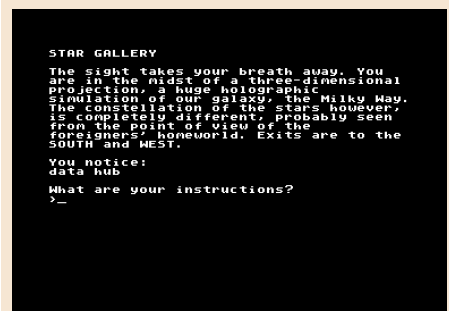 STAR GALLERY
The sight takes your breath away. You
are in the midst of a three-dimensional
projection, a huge holographic
simulation of our galaxy, the Milky Way.
The constellation of the stars however,
is completely different, probably seen
from the point of view of the
foreigners' homeworld. Exits are to the
SOUTH and WEST.
You notice:
data hub
What are your instructions?
>_